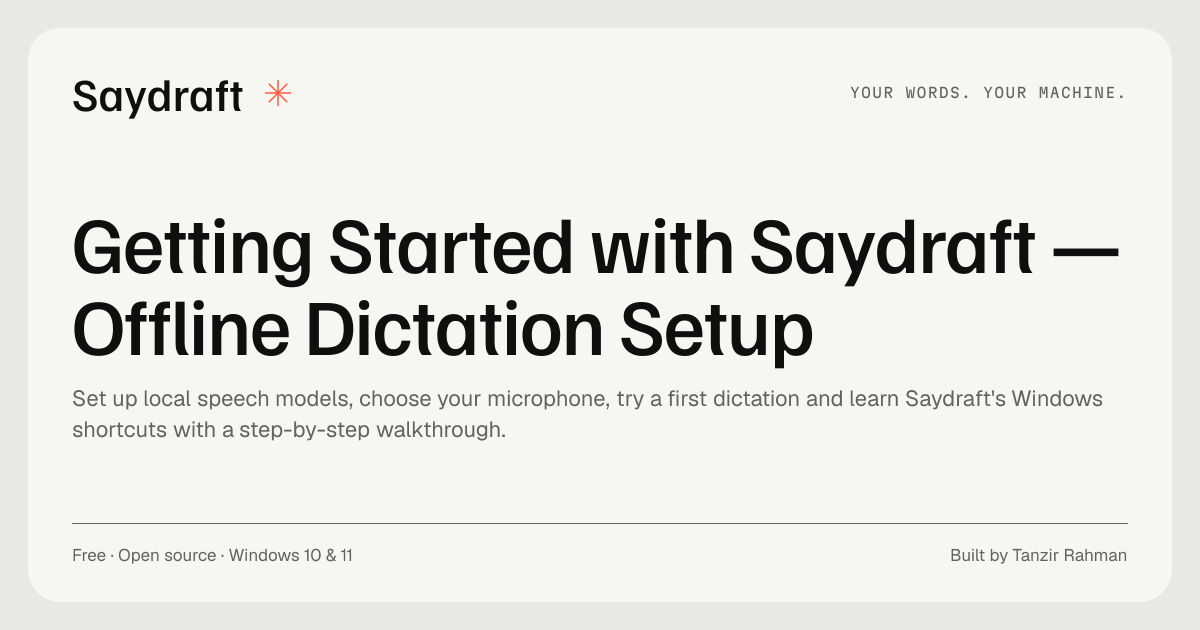 Saydraft
YOUR WORDS. YOUR MACHINE.
Getting Started with Saydraft —
Offline Dictation Setup
Set up local speech models, choose your microphone, try a first dictation and learn Saydraft's Windows
shortcuts with a step-by-step walkthrough.
Free · Open source · Windows 10 & 11
Built by Tanzir Rahman